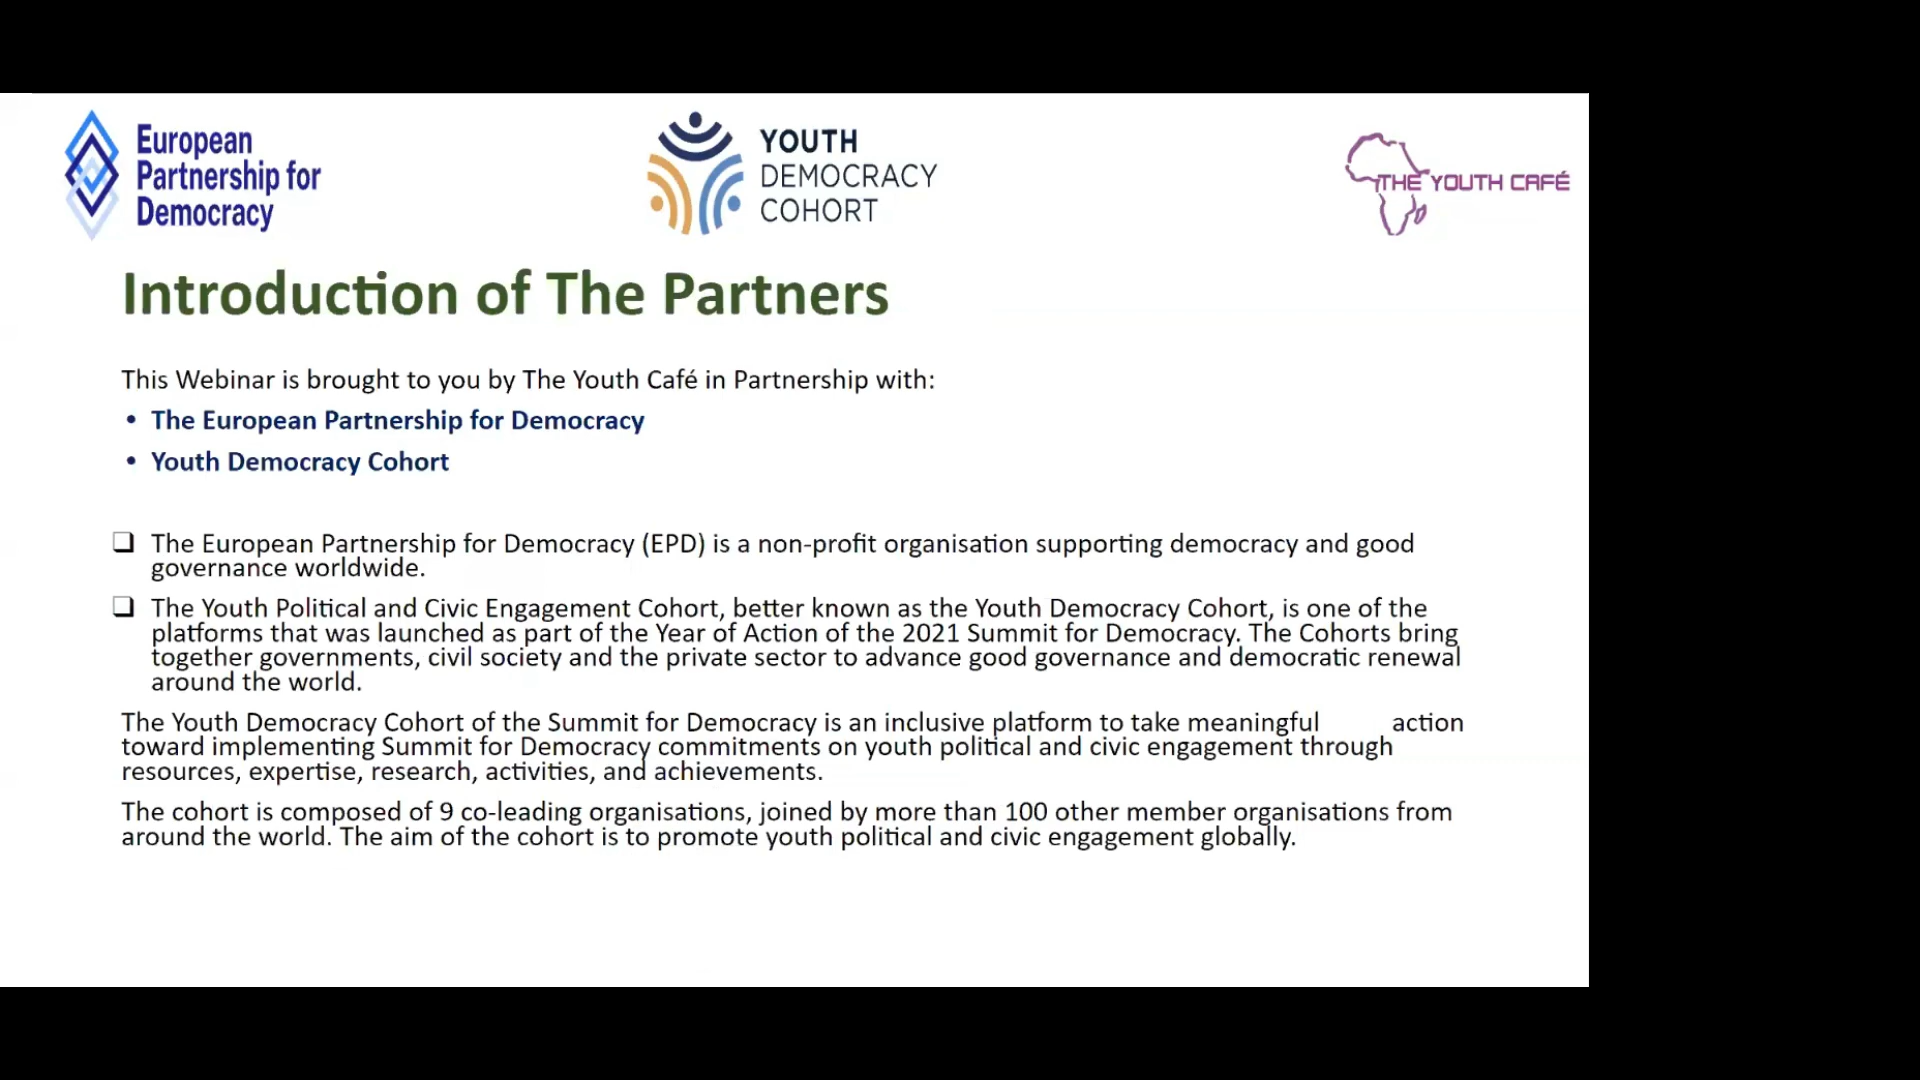 European
Partnership for
Democracy
YOUTH
DEMOCRACY
COHORT
THE YOUTH CAFÉ
Introduction of The Partners
This Webinar is brought to you by The Youth Café in Partnership with:
• The European Partnership for Democracy
• Youth Democracy Cohort
❑ The European Partnership for Democracy (EPD) is a non-profit organisation supporting democracy and good
governance worldwide.
❑ The Youth Political and Civic Engagement Cohort, better known as the Youth Democracy Cohort, is one of the
platforms that was launched as part of the Year of Action of the 2021 Summit for Democracy. The Cohorts bring
together governments, civil society and the private sector to advance good governance and democratic renewal
around the world.
The Youth Democracy Cohort of the Summit for Democracy is an inclusive platform to take meaningful action
toward implementing Summit for Democracy commitments on youth political and civic engagement through
resources, expertise, research, activities, and achievements.
The cohort is composed of 9 co-leading organisations, joined by more than 100 other member organisations from
around the world. The aim of the cohort is to promote youth political and civic engagement globally.